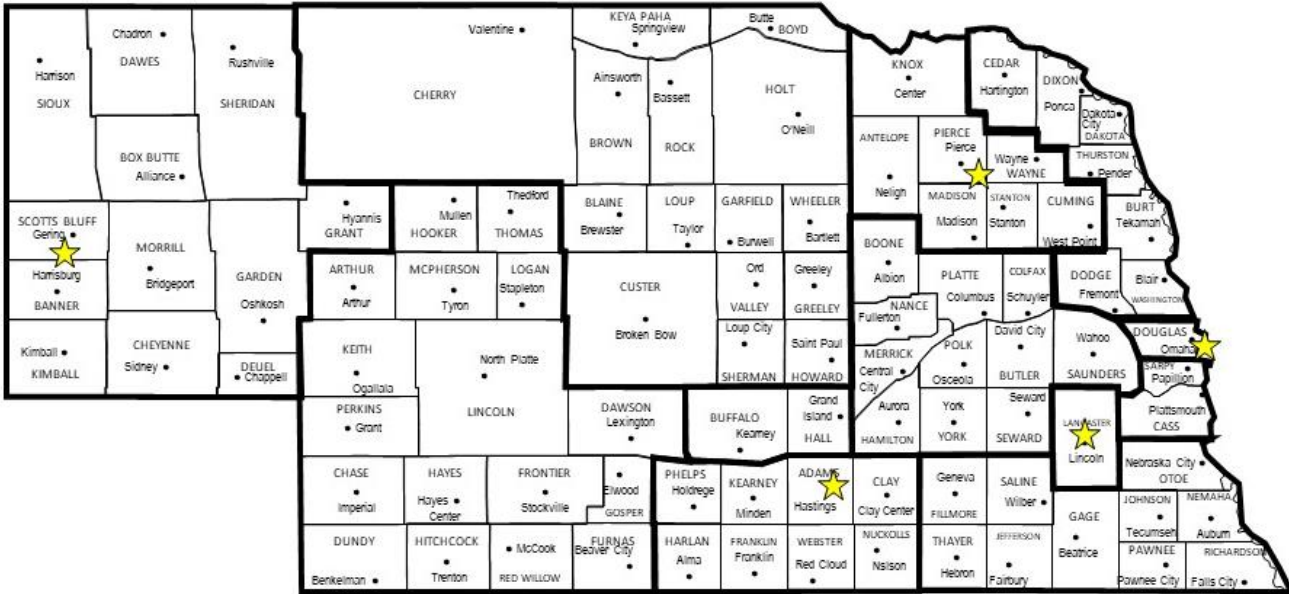 Chadron
DAWES
Harrison
SIOUX
Rushville
SHERIDAN
BOX BUTTE
Alliance
SCOTTS BLUFF
Gering
Harrisburg
BANNER
MORRILL
Bridgeport
GARDEN
Oshkosh
Kimball
KIMBALL
CHEYENNE
Sidney
DEUEL
Chappell
Valentine
CHERRY
KEYA PAHA
Springview
Butte
BOYD
Ainsworth
BROWN
Bassett
ROCK
HOLT
O'Neill
Hyannis
GRANT
Mullen
HOOKER
Thedford
THOMAS
BLAINE
Brewster
LOUP
Taylor
GARFIELD
Burwell
WHEELER
Bartlett
ARTHUR
Arthur
MCPHERSON
Tyron
LOGAN
Stapleton
CUSTER
Broken Bow
Ord
VALLEY
Greeley
GREELEY
Loup City
SHERMAN
Saint Paul
HOWARD
KEITH
Ogallala
North Platte
LINCOLN
PERKINS
Grant
DAWSON
Lexington
BUFFALO
Kearney
Grand
Island
HALL
CHASE
Imperial
HAYES
Hayes
Center
FRONTIER
Stockville
Elwood
GOSPER
PHELPS
Holdrege
KEARNEY
Minden
ADAMS
Hastings
CLAY
Clay Center
DUNDY
Benkelman
HITCHCOCK
Trenton
McCook
RED WILLOW
FURNAS
Beaver City
HARLAN
Alma
FRANKLIN
Franklin
WEBSTER
Red Cloud
NUCKOLLS
Nslson
KNOX
Center
CEDAR
Hartington
DIXON
Ponca
Dakota
City
DAKOTA
ANTELOPE
Neligh
PIERCE
Pierce
Wayne
WAYNE
THURSTON
Pender
MADISON
Madison
STANTON
Stanton
CUMING
West Point
BURT
Tekamah
BOONE
Albion
PLATTE
Columbus
COLFAX
Schuyler
DODGE
Fremont
Blair
WASHINGTON
NANCE
Fullerton
MERRICK
Central
City
POLK
Osceola
David City
BUTLER
Wahoo
SAUNDERS
DOUGLAS
Omaha
SARPY
Papillion
Plattsmouth
CASS
Aurora
HAMILTON
York
YORK
Seward
SEWARD
LANCASTER
Lincoln
Nebraska City
OTOE
Geneva
FILLMORE
SALINE
Wilber
GAGE
Beatrice
JOHNSON
Tecumseh
NEMAHA
Auburn
THAYER
Hebron
JEFFERSON
Fairbury
PAWNEE
Pawnee City
RICHARDSON
Falls City